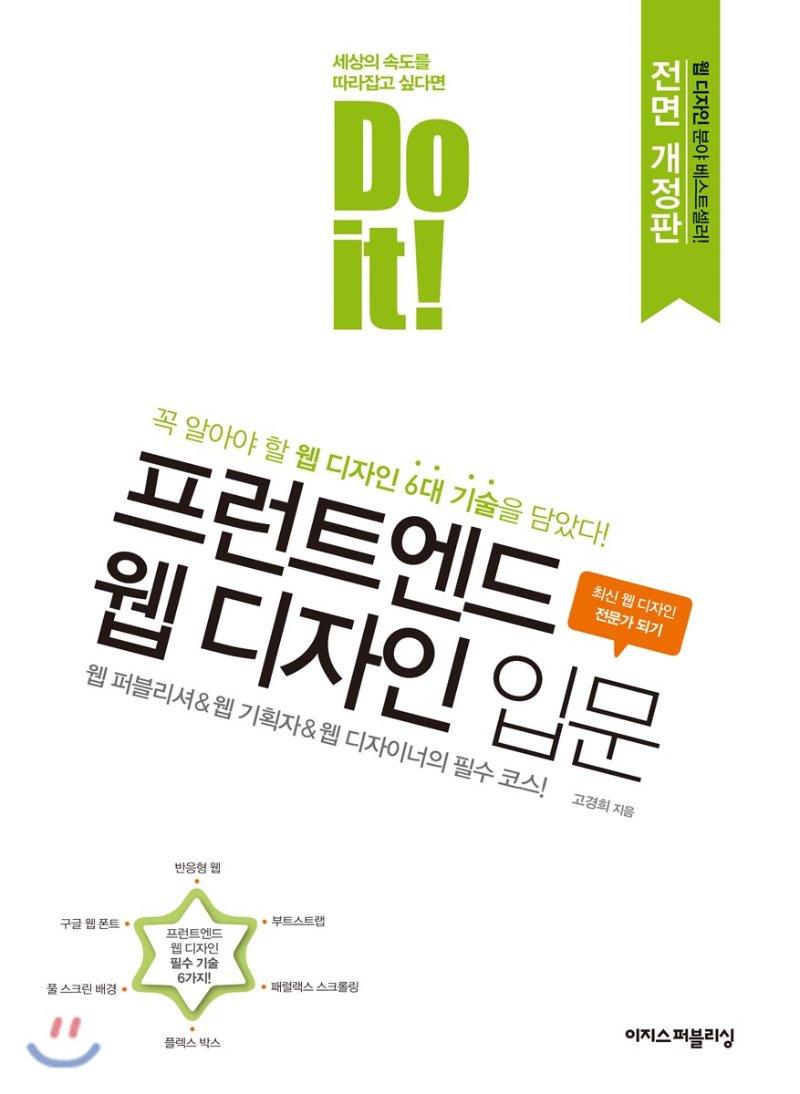 세상의 속도를
따라잡고 싶다면
Do
it!
웹 디자인 분야 베스트셀러!
전면 개정판
꼭 알아야 할 웹 디자인 6대 기술을 담았다!
프런트엔드
웹 디자인 입문
최신 웹 디자인
전문가 되기
웹 퍼블리셔&웹 기획자&웹 디자이너의 필수 코스!
고경희 지음
반응형 웹
구글 웹 폰트
부트스트랩
프런트엔드
웹 디자인
필수 기술
6가지!
풀 스크린 배경
패럴랙스 스크롤링
플렉스 박스
이지스퍼블리싱